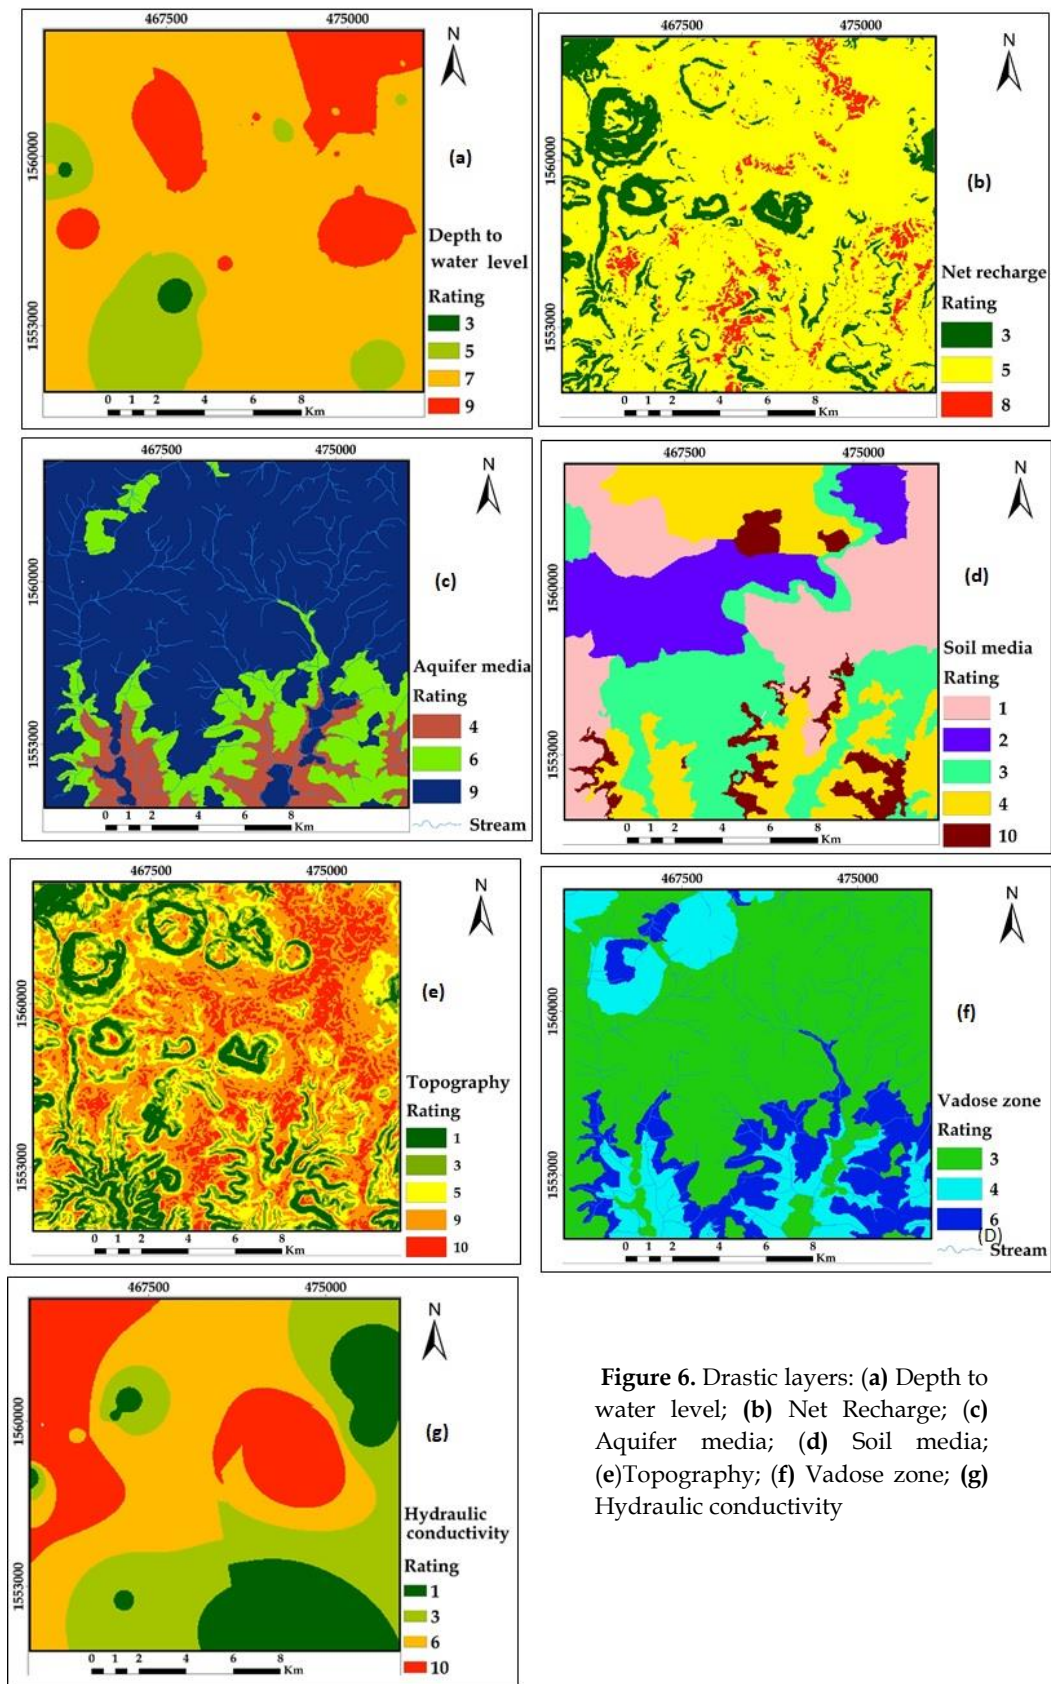 467500 475000
N
1560000
1553000
(a)
Depth to
water level
Rating
3
5
7
9
0 1 2 4 6 8
Km
467500 475000
N
1560000
1553000
(b)
Net recharge
Rating
3
5
8
0 1 2 4 6 8
Km
467500 475000
N
1560000
1553000
(c)
Aquifer media
Rating
4
6
9
Stream
0 1 2 4 6 8
Km
467500 475000
N
1560000
1553000
(d)
Soil media
Rating
1
2
3
4
10
0 1 2 4 6 8
Km
467500 475000
N
1560000
1553000
(e)
Topography
Rating
1
3
5
9
10
0 1 2 4 6 8
Km
467500 475000
N
1560000
1553000
(f)
Vadose zone
Rating
3
4
6
(D)
Stream
0 1 2 4 6 8
Km
467500 475000
N
1560000
1553000
(g)
Hydraulic
conductivity
Rating
1
3
6
10
0 1 2 4 6 8
Km
Figure 6. Drastic layers: (a) Depth to
water level; (b) Net Recharge; (c)
Aquifer media; (d) Soil media;
(e)Topography; (f) Vadose zone; (g)
Hydraulic conductivity